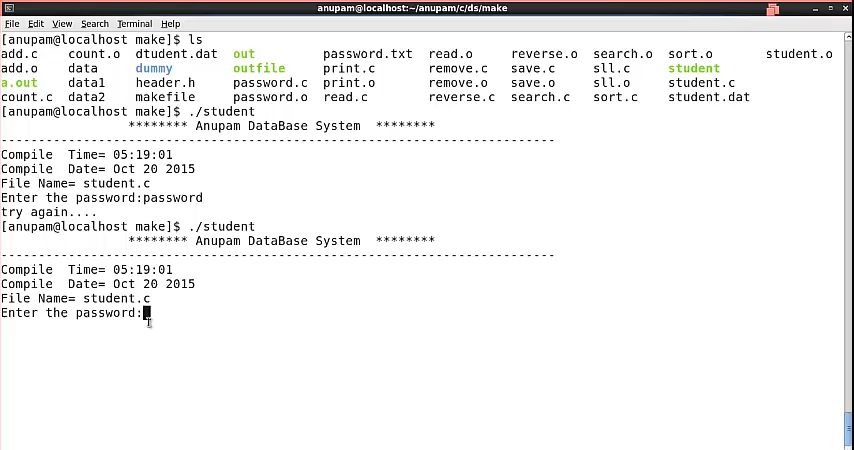 anupam@localhost:~/anupam/c/ds/make
File Edit View Search Terminal Help
[anupam@localhost make]$ ls
add.c count.o dtudent.dat out password.txt read.o reverse.o search.o sort.o student.o
add.o data dummy outfile print.c remove.c save.c sll.c student
a.out data1 header.h password.c print.o remove.o save.o sll.o student.c
count.c data2 makefile password.o read.c reverse.c search.c sort.c student.dat
[anupam@localhost make]$ ./student
******** Anupam DataBase System ********
--------------------------------------------------------------------------
Compile Time= 05:19:01
Compile Date= Oct 20 2015
File Name= student.c
Enter the password:password
try again....
[anupam@localhost make]$ ./student
******** Anupam DataBase System ********
--------------------------------------------------------------------------
Compile Time= 05:19:01
Compile Date= Oct 20 2015
File Name= student.c
Enter the password: